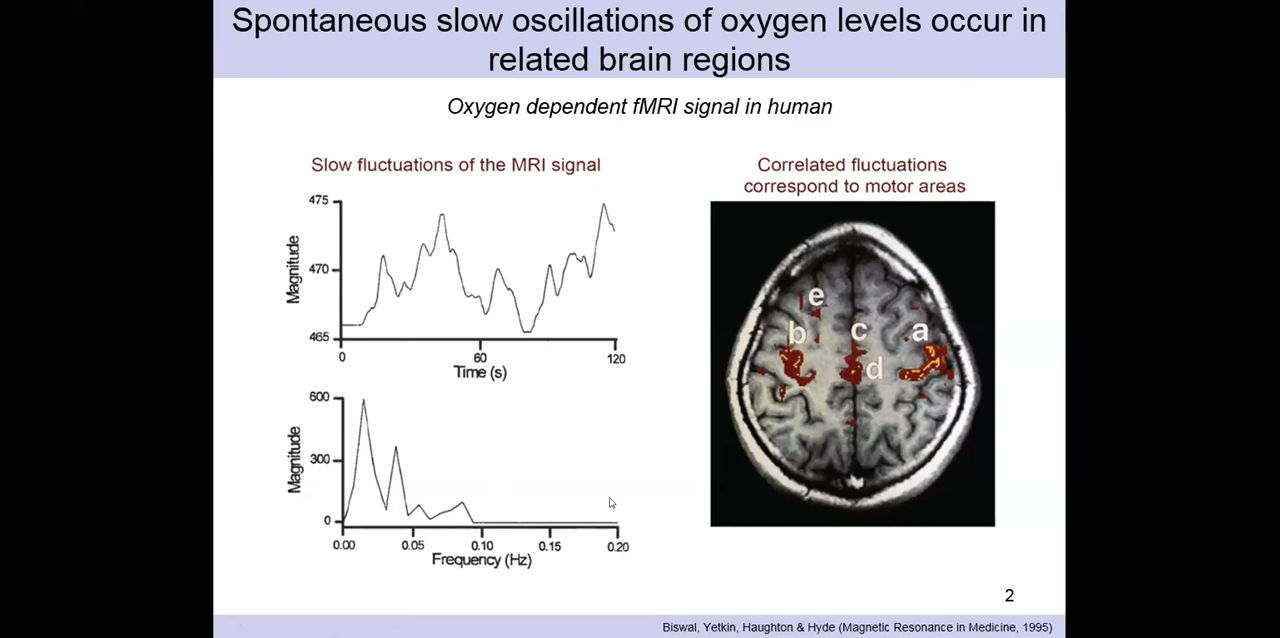 Spontaneous slow oscillations of oxygen levels occur in
related brain regions
Oxygen dependent fMRI signal in human
Slow fluctuations of the MRI signal
475
470
465
Magnitude
0
60
120
Time (s)
600
300
0
Magnitude
0.00
0.05
0.10
0.15
0.20
Frequency (Hz)
Correlated fluctuations
correspond to motor areas
e
b
c
a
d
2
Biswal, Yetkin, Haughton & Hyde (Magnetic Resonance in Medicine, 1995)